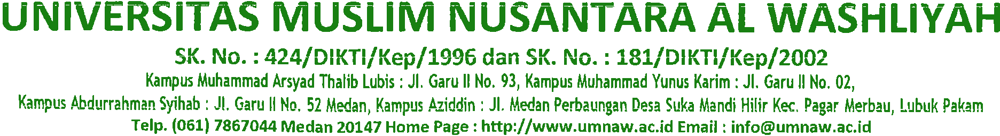 UNIVERSITAS MUSLIM NUSANTARA AL WASHLIYAH
SK. No. : 424/DIKTI/Kep/1996 dan SK. No. : 181/DIKTI/Kep/2002
Kampus Muhammad Arsyad Thalib Lubis : Jl. Garu II No. 93, Kampus Muhammad Yunus Karim : Jl. Garu II No. 02,
Kampus Abdurrahman Syihab : Jl. Garu II No. 52 Medan, Kampus Aziddin : Jl. Medan Perbaungan Desa Suka Mandi Hilir Kec. Pagar Merbau, Lubuk Pakam
Telp. (061) 7867044 Medan 20147 Home Page : http://www.umnaw.ac.id Email : info@umnaw.ac.id